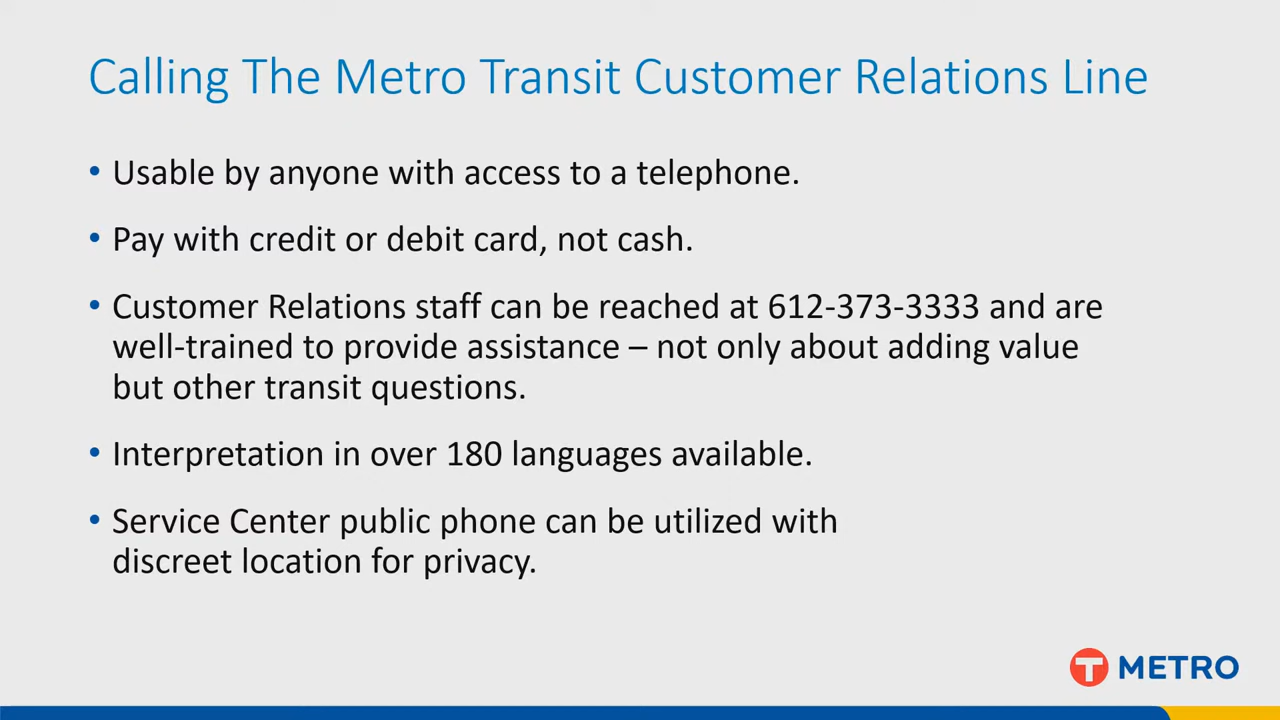 Calling The Metro Transit Customer Relations Line
• Usable by anyone with access to a telephone.
• Pay with credit or debit card, not cash.
• Customer Relations staff can be reached at 612-373-3333 and are
well-trained to provide assistance – not only about adding value
but other transit questions.
• Interpretation in over 180 languages available.
• Service Center public phone can be utilized with
discreet location for privacy.
T METRO